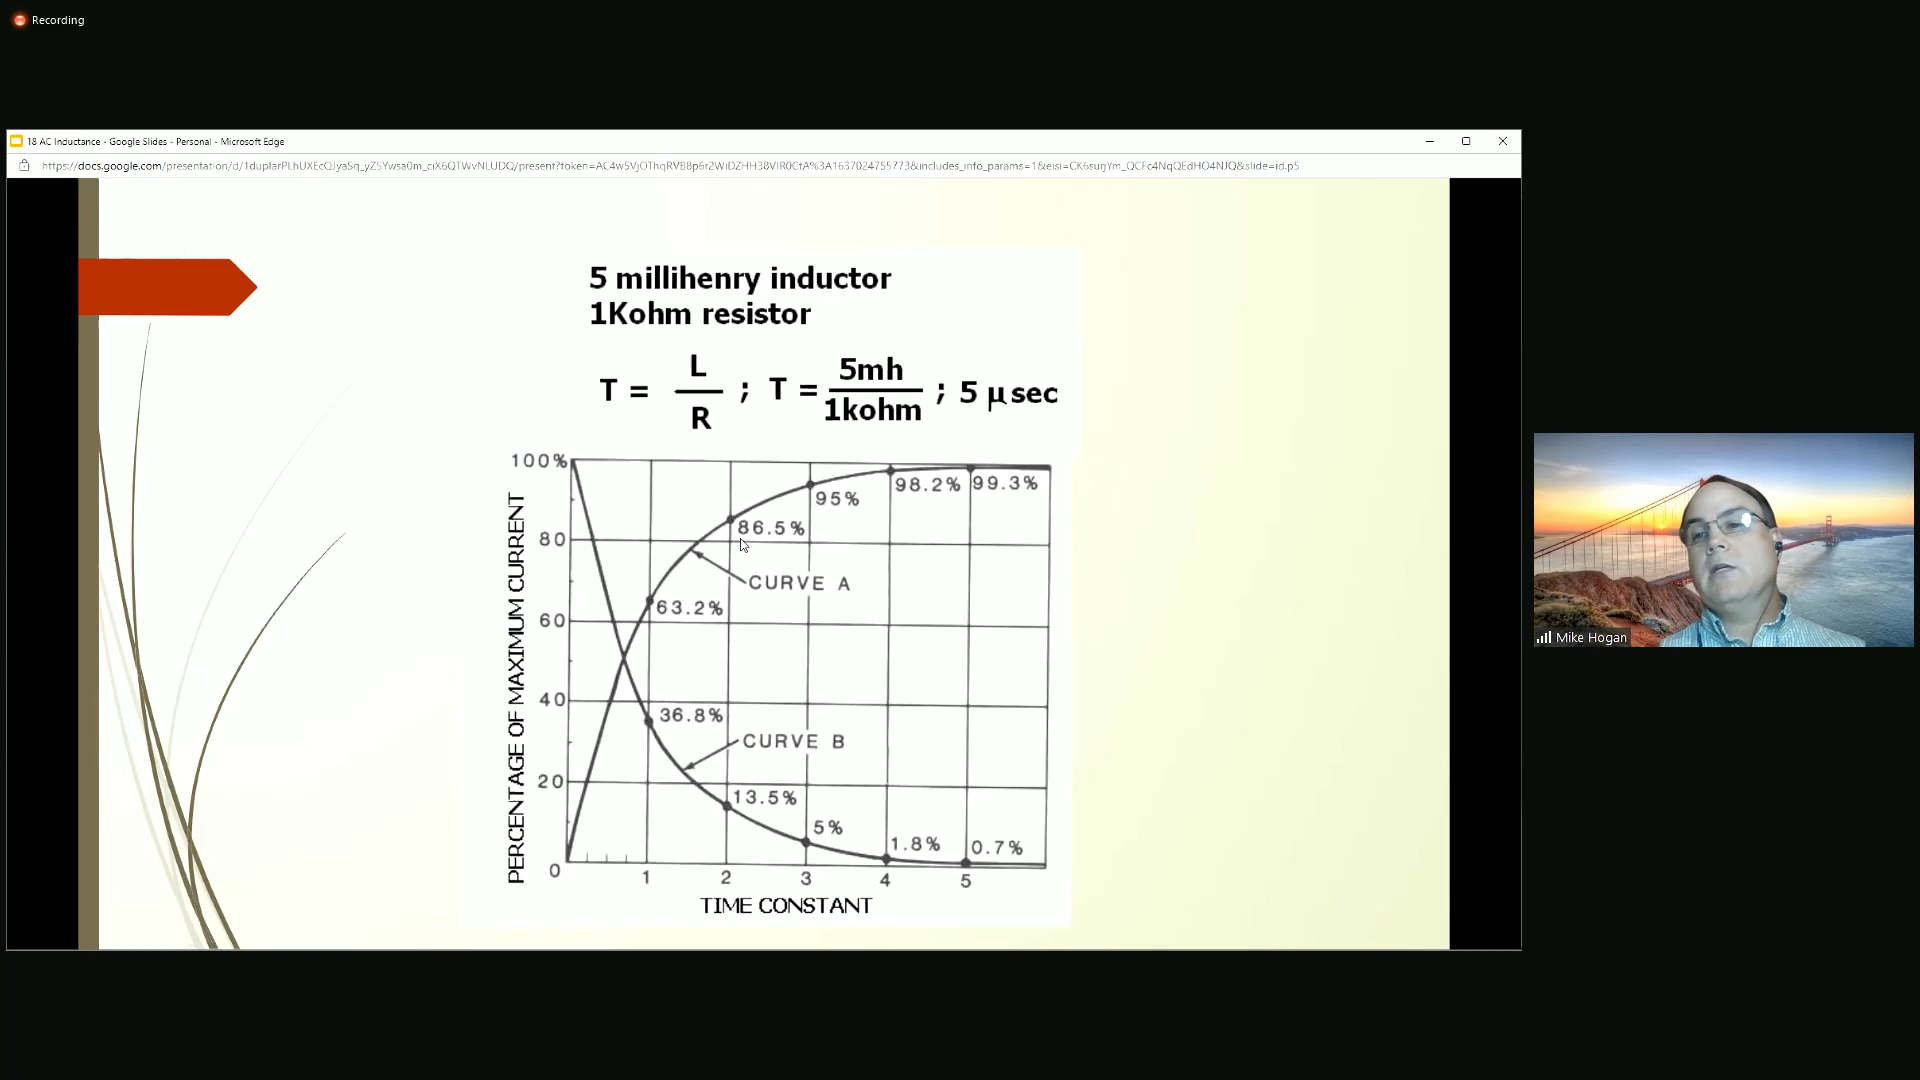 Recording
18 AC Inductance - Google Slides - Personal - Microsoft Edge
5 millihenry inductor
1Kohm resistor
T = L / R ; T = 5mh / 1kohm ; 5 μsec
PERCENTAGE OF MAXIMUM CURRENT
100%
80
60
40
20
0
63.2%
86.5%
95%
98.2%
99.3%
CURVE A
36.8%
CURVE B
13.5%
5%
1.8%
0.7%
1 2 3 4 5
TIME CONSTANT
Mike Hogan